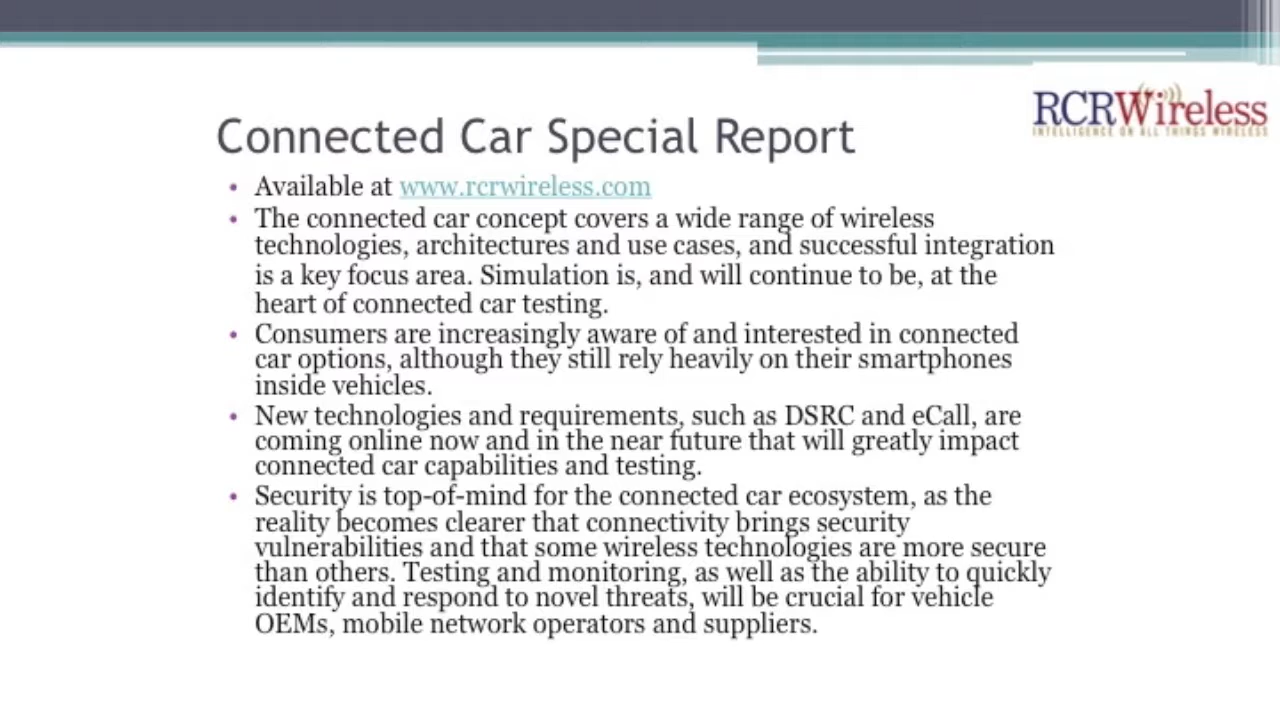 RCRWireless
INTELLIGENCE ON ALL THINGS WIRELESS
Connected Car Special Report
• Available at www.rcrwireless.com
• The connected car concept covers a wide range of wireless
technologies, architectures and use cases, and successful integration
is a key focus area. Simulation is, and will continue to be, at the
heart of connected car testing.
• Consumers are increasingly aware of and interested in connected
car options, although they still rely heavily on their smartphones
inside vehicles.
• New technologies and requirements, such as DSRC and eCall, are
coming online now and in the near future that will greatly impact
connected car capabilities and testing.
• Security is top-of-mind for the connected car ecosystem, as the
reality becomes clearer that connectivity brings security
vulnerabilities and that some wireless technologies are more secure
than others. Testing and monitoring, as well as the ability to quickly
identify and respond to novel threats, will be crucial for vehicle
OEMs, mobile network operators and suppliers.